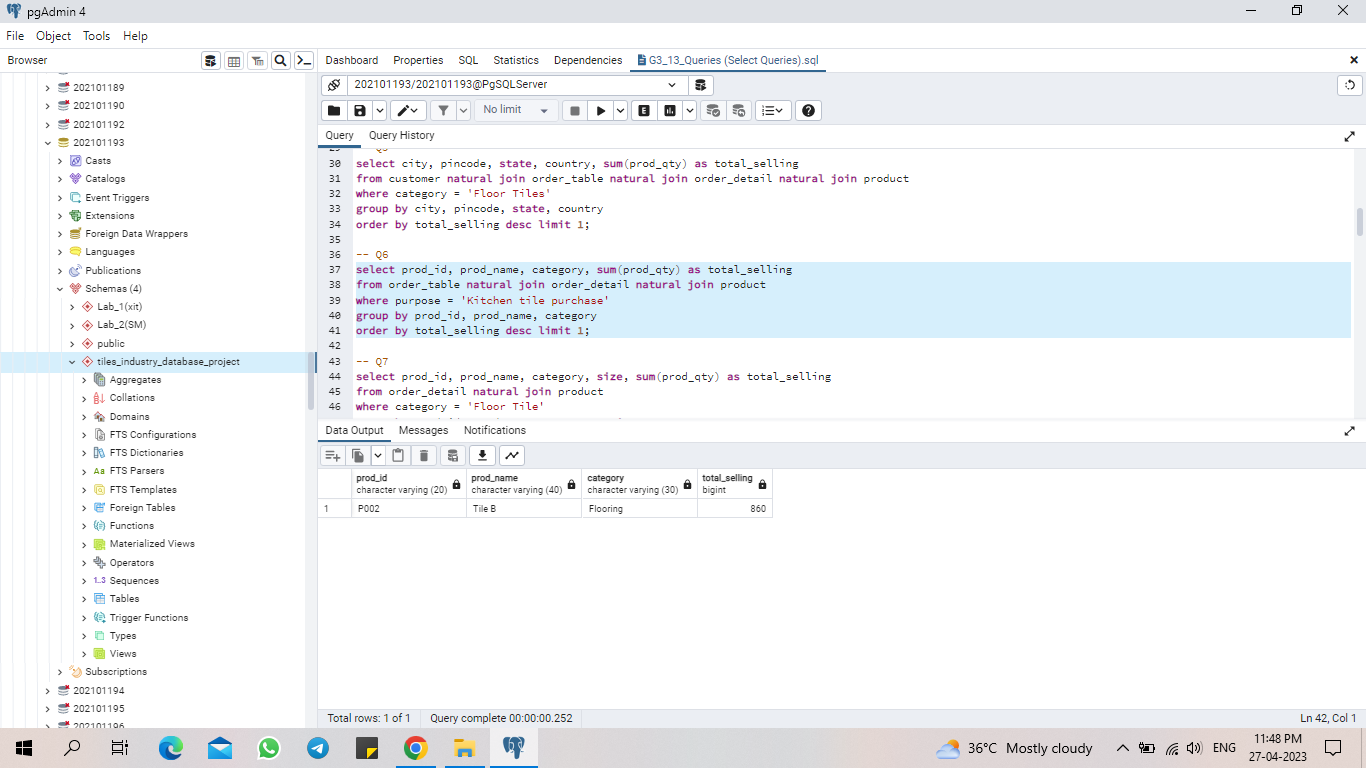 pgAdmin 4
File Object Tools Help
Browser
Dashboard Properties SQL Statistics Dependencies G3_13_Queries (Select Queries).sql
202101189
202101190
202101192
202101193
Casts
Catalogs
Event Triggers
Extensions
Foreign Data Wrappers
Languages
Publications
Schemas (4)
Lab_1(xit)
Lab_2(SM)
public
tiles_industry_database_project
Aggregates
Collations
Domains
FTS Configurations
FTS Dictionaries
Aa FTS Parsers
FTS Templates
Foreign Tables
Functions
Materialized Views
Operators
1..3 Sequences
Tables
Trigger Functions
Types
Views
Subscriptions
202101194
202101195
202101196
202101193/202101193@PgSQLServer
No limit
E
Query Query History
30 select city, pincode, state, country, sum(prod_qty) as total_selling
31 from customer natural join order_table natural join order_detail natural join product
32 where category = 'Floor Tiles'
33 group by city, pincode, state, country
34 order by total_selling desc limit 1;
35
36 -- Q6
37 select prod_id, prod_name, category, sum(prod_qty) as total_selling
38 from order_table natural join order_detail natural join product
39 where purpose = 'Kitchen tile purchase'
40 group by prod_id, prod_name, category
41 order by total_selling desc limit 1;
42
43 -- Q7
44 select prod_id, prod_name, category, size, sum(prod_qty) as total_selling
45 from order_detail natural join product
46 where category = 'Floor Tile'
Data Output Messages Notifications
prod_id prod_name category total_selling
character varying (20) character varying (40) character varying (30) bigint
1 P002 Tile B Flooring 860
Total rows: 1 of 1 Query complete 00:00:00.252 Ln 42, Col 1
36°C Mostly cloudy ENG 11:48 PM
27-04-2023